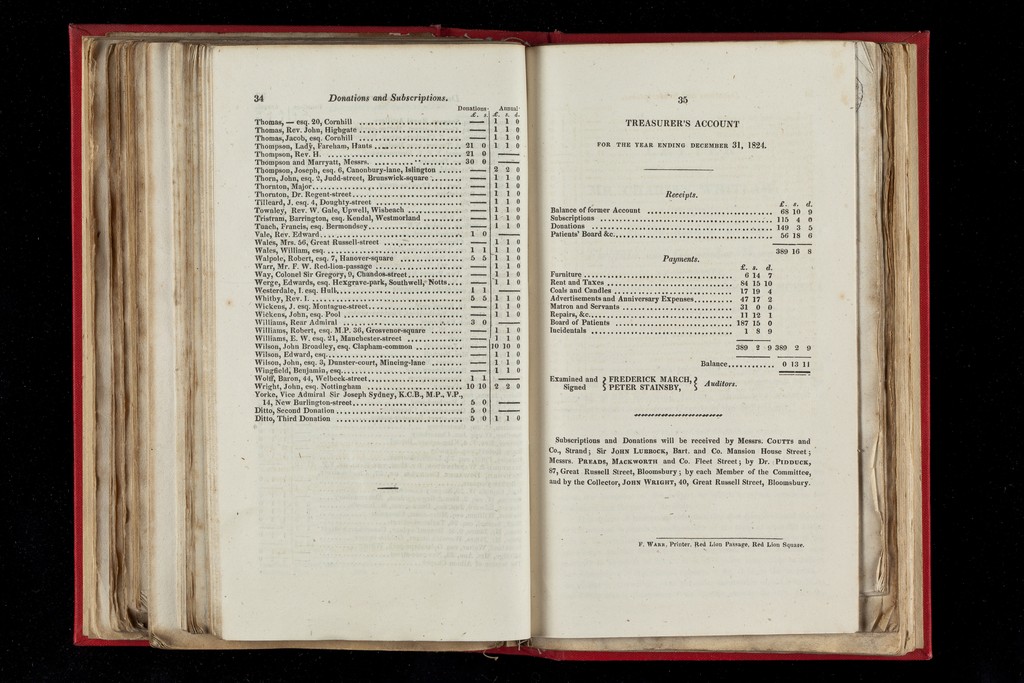 34 Donations and Subscriptions.
Donations. Annual.
£. s. £. s. d.
Thomas, — esq. 20, Cornhill — 1 1 0
Thomas, Rev. John, Highgate — 1 1 0
Thomas, Jacob, esq. Cornhill — 1 1 0
Thompson, Lady, Fareham, Hants 21 0 1 1 0
Thompson, Rev. H. 21 0 —
Thompson and Marryatt, Messrs. 30 0 —
Thompson, Joseph, esq. 6, Canonbury-lane, Islington — 2 2 0
Thorn, John, esq. 2, Judd-street, Brunswick-square — 1 1 0
Thornton, Major — 1 1 0
Thornton, Dr. Regent-street — 1 1 0
Tilleard, J. esq. 4, Doughty-street — 1 1 0
Townley, Rev. W. Gale, Upwell, Wisbeach — 1 1 0
Tristram, Barrington, esq. Kendal, Westmorland — 1 1 0
Tuach, Francis, esq. Bermondsey — 1 1 0
Vale, Rev. Edward 1 0 —
Wales, Mrs. 56, Great Russell-street — 1 1 0
Wales, William, esq. 1 1 1 1 0
Walpole, Robert, esq. 7, Hanover-square 5 5 1 1 0
Warr, Mr. F. W. Red-lion-passage — 1 1 0
Way, Colonel Sir Gregory, 9, Chandos-street — 1 1 0
Werge, Edwards, esq. Hexgrave-park, Southwell, Notts — 1 1 0
Westerdale, I. esq. Hull 1 1 —
Whitby, Rev. I. 5 5 1 1 0
Wickens, J. esq. Montague-street — 1 1 0
Wickens, John, esq. Pool — 1 1 0
Williams, Rear Admiral 3 0 —
Williams, Robert, esq. M.P. 36, Grosvenor-square — 1 1 0
Williams, E. W. esq. 21, Manchester-street — 1 1 0
Wilson, John Broadley, esq. Clapham-common — 10 10 0
Wilson, Edward, esq. — 1 1 0
Wilson, John, esq. 3, Dunster-court, Mincing-lane — 1 1 0
Wingfield, Benjamin, esq. — 1 1 0
Wolff, Baron, 44, Welbeck-street 1 1 —
Wright, John, esq. Nottingham 10 10 2 2 0
Yorke, Vice Admiral Sir Joseph Sydney, K.C.B., M.P., V.P.,
14, New Burlington-street 5 0 —
Ditto, Second Donation 5 0 —
Ditto, Third Donation 5 0 1 1 0
35
TREASURER'S ACCOUNT
FOR THE YEAR ENDING DECEMBER 31, 1824.
Receipts.
£. s. d.
Balance of former Account 68 10 9
Subscriptions 115 4 0
Donations 149 3 5
Patients' Board &c. 56 18 6
389 16 8
Payments.
£. s. d.
Furniture 6 14 7
Rent and Taxes 84 15 10
Coals and Candles 17 19 4
Advertisements and Anniversary Expenses 47 17 2
Matron and Servants 31 0 0
Repairs, &c. 11 12 1
Board of Patients 187 15 0
Incidentals 1 8 9
389 2 9 389 2 9
Balance 0 13 11
Examined and } FREDERICK MARCH, } Auditors.
Signed } PETER STAINSBY, }
Subscriptions and Donations will be received by Messrs. COUTTS and
Co., Strand; Sir JOHN LUBBOCK, Bart. and Co. Mansion House Street;
Messrs. PREADS, MACKWORTH and Co. Fleet Street; by Dr. PIDDUCK,
87, Great Russell Street, Bloomsbury; by each Member of the Committee,
and by the Collector, JOHN WRIGHT, 40, Great Russell Street, Bloomsbury.
F. WARR, Printer, Red Lion Passage, Red Lion Square.